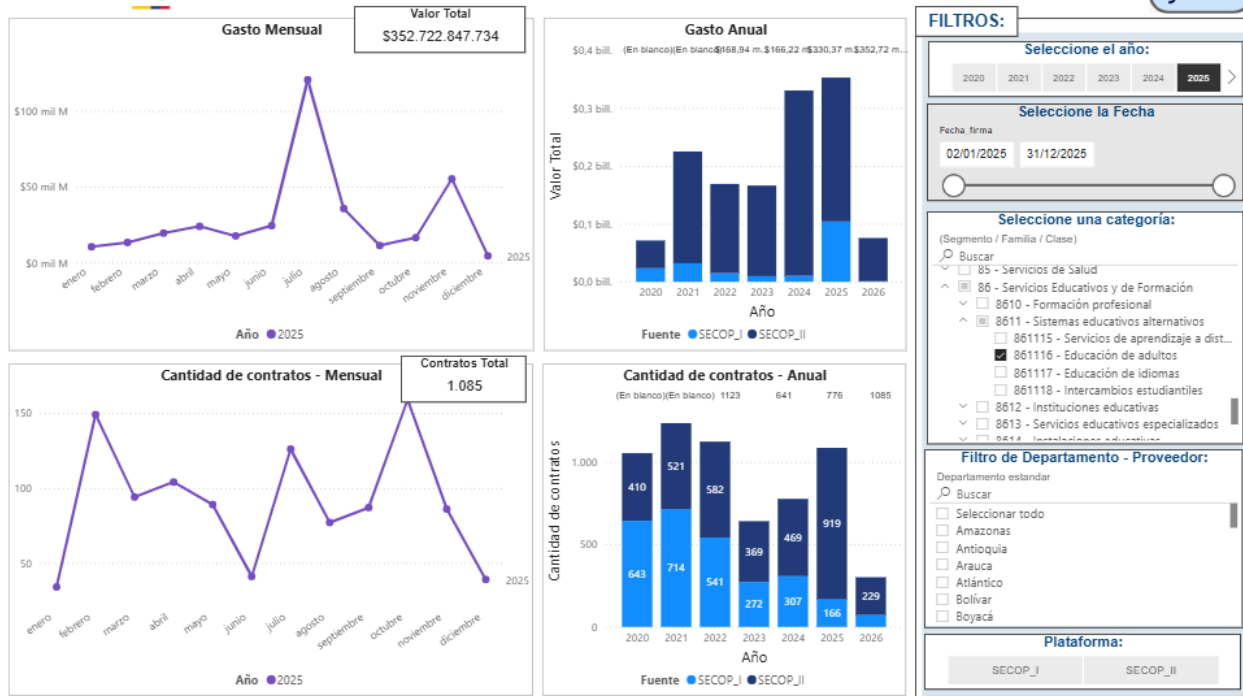 Gasto Mensual
Valor Total
$352.722.847.734
$100 mil M
$50 mil M
$0 mil M
enero
febrero
marzo
abril
mayo
junio
julio
agosto
septiembre
octubre
noviembre
diciembre
2025
Año 2025
Gasto Anual
$0,4 bill.
(En blanco)(En blanco)$168,94 m...$166,22 m...$330,37 m...$352,72 m...
$0,3 bill.
$0,2 bill.
$0,1 bill.
$0,0 bill.
Valor Total
2020 2021 2022 2023 2024 2025 2026
Año
Fuente SECOP_I SECOP_II
Cantidad de contratos - Mensual
Contratos Total
1.085
150
100
50
enero
febrero
marzo
abril
mayo
junio
julio
agosto
septiembre
octubre
noviembre
diciembre
2025
Año 2025
Cantidad de contratos - Anual
(En blanco)(En blanco) 1123 641 776 1085
1.000
500
0
Cantidad de contratos
410 521 582 369 469 919 229
643 714 541 272 307 166
2020 2021 2022 2023 2024 2025 2026
Año
Fuente SECOP_I SECOP_II
FILTROS:
Seleccione el año:
2020 2021 2022 2023 2024 2025
Seleccione la Fecha
Fecha_firma
02/01/2025 31/12/2025
Seleccione una categoría:
(Segmento / Familia / Clase)
Buscar
85 - Servicios de Salud
86 - Servicios Educativos y de Formación
8610 - Formación profesional
8611 - Sistemas educativos alternativos
861115 - Servicios de aprendizaje a dist...
861116 - Educación de adultos
861117 - Educación de idiomas
861118 - Intercambios estudiantiles
8612 - Instituciones educativas
8613 - Servicios educativos especializados
8614 - Instalaciones educativas
Filtro de Departamento - Proveedor:
Departamento estandar
Buscar
Seleccionar todo
Amazonas
Antioquia
Arauca
Atlántico
Bolívar
Boyacá
Plataforma:
SECOP_I SECOP_II